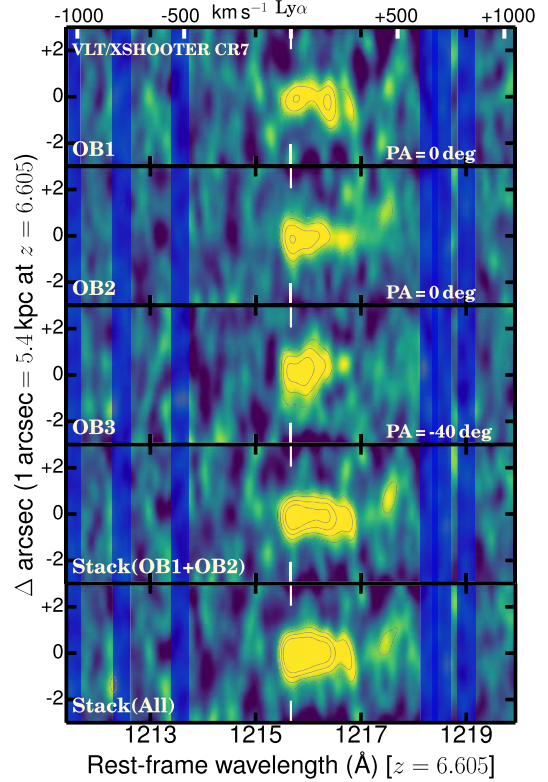 -1000 -500 km s⁻¹ Lyα +500 +1000
VLT/XSHOOTER CR7
+2
0
-2
OB1 PA = 0 deg
+2
0
-2
OB2 PA = 0 deg
+2
0
-2
OB3 PA = -40 deg
+2
0
-2
Stack(OB1+OB2)
+2
0
-2
Stack(All)
Δ arcsec (1 arcsec = 5.4 kpc at z = 6.605)
1213 1215 1217 1219
Rest-frame wavelength (Å) [z = 6.605]